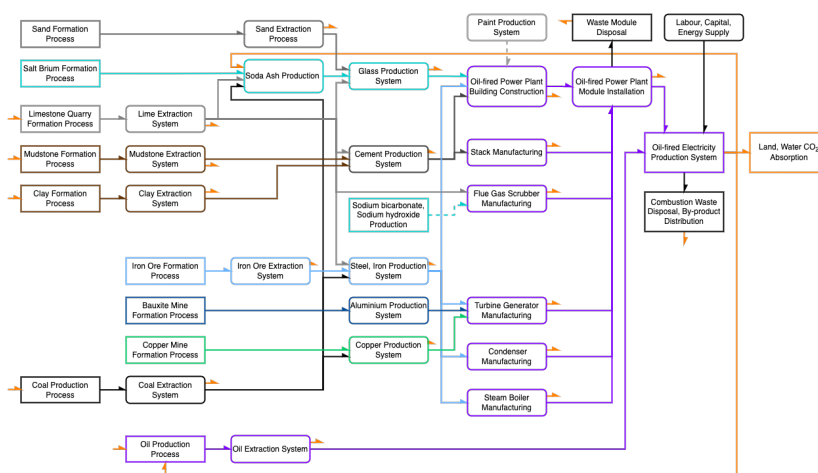 Sand Formation
Process
Sand Extraction
Process
Paint Production
System
Waste Module
Disposal
Labour, Capital,
Energy Supply
Salt Brium Formation
Process
Soda Ash Production
Glass Production
System
Oil-fired Power Plant
Building Construction
Oil-fired Power Plant
Module Installation
Limestone Quarry
Formation Process
Lime Extraction
System
Mudstone Formation
Process
Mudstone Extraction
System
Cement Production
System
Stack Manufacturing
Oil-fired Electricity
Production System
Land, Water CO2
Absorption
Clay Formation
Process
Clay Extraction
System
Sodium bicarbonate,
Sodium hydroxide
Production
Flue Gas Scrubber
Manufacturing
Combustion Waste
Disposal, By-product
Distribution
Iron Ore Formation
Process
Iron Ore Extraction
System
Steel, Iron Production
System
Bauxite Mine
Formation Process
Aluminium Production
System
Turbine Generator
Manufacturing
Copper Mine
Formation Process
Copper Production
System
Condenser
Manufacturing
Coal Production
Process
Coal Extraction
System
Steam Boiler
Manufacturing
Oil Production
Process
Oil Extraction System